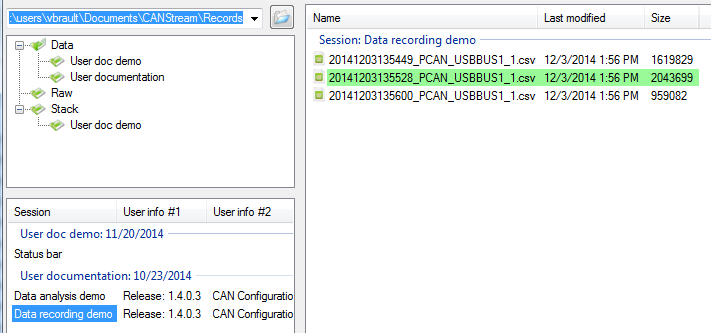 :\users\vbrault\Documents\CANStream\Records
Data
User doc demo
User documentation
Raw
Stack
User doc demo
Session User info #1 User info #2
User doc demo: 11/20/2014
Status bar
User documentation: 10/23/2014
Data analysis demo Release: 1.4.0.3 CAN Configuratio
Data recording demo Release: 1.4.0.3 CAN Configuratio
Name Last modified Size
Session: Data recording demo
20141203135449_PCAN_USBBUS1_1.csv 12/3/2014 1:56 PM 1619829
20141203135528_PCAN_USBBUS1_1.csv 12/3/2014 1:56 PM 2043699
20141203135600_PCAN_USBBUS1_1.csv 12/3/2014 1:56 PM 959082